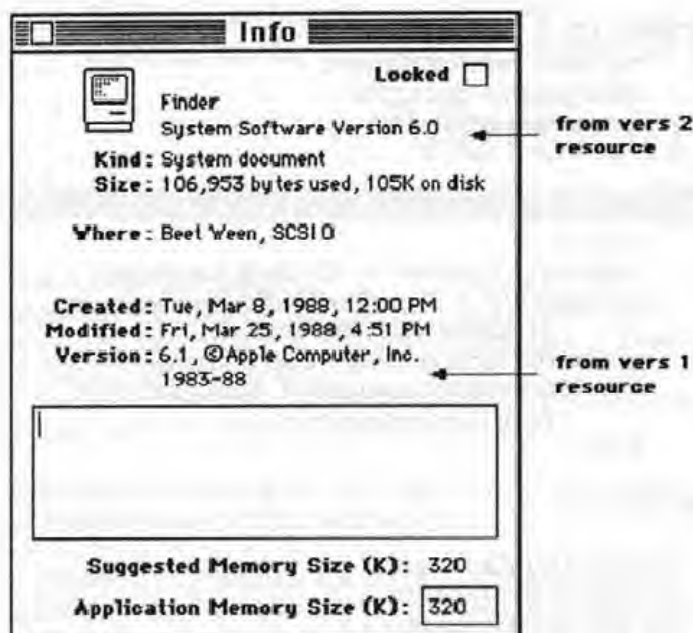 Info
Locked
Finder
System Software Version 6.0
from vers 2
resource
Kind: System document
Size: 106,953 bytes used, 105K on disk
Where: Beet Ween, SCSI 0
Created: Tue, Mar 8, 1988, 12:00 PM
Modified: Fri, Mar 25, 1988, 4:51 PM
Version: 6.1, ©Apple Computer, Inc.
1983-88
from vers 1
resource
Suggested Memory Size (K): 320
Application Memory Size (K): 320